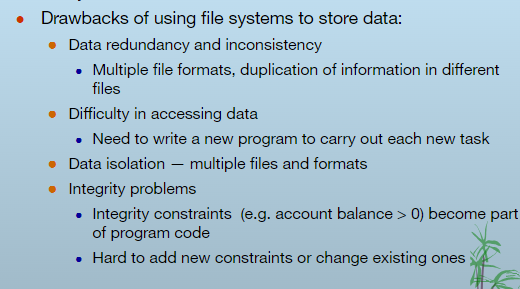 Drawbacks of using file systems to store data:
Data redundancy and inconsistency
Multiple file formats, duplication of information in different
files
Difficulty in accessing data
Need to write a new program to carry out each new task
Data isolation — multiple files and formats
Integrity problems
Integrity constraints (e.g. account balance > 0) become part
of program code
Hard to add new constraints or change existing ones